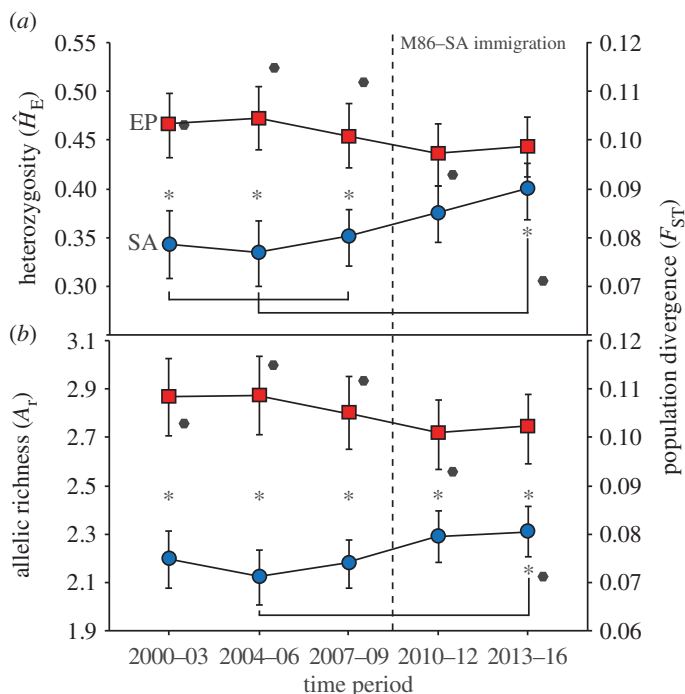 (a)
0.55
0.50
0.45
0.40
0.35
0.30
heterozygosity (ĤE)
EP
SA
M86–SA immigration
* * *
*
0.12
0.11
0.10
0.09
0.08
0.07
(b)
3.1
2.9
2.7
2.5
2.3
2.1
1.9
allelic richness (Ar)
* * * * *
*
0.12
0.11
0.10
0.09
0.08
0.07
0.06
population divergence (FST)
2000–03 2004–06 2007–09 2010–12 2013–16
time period